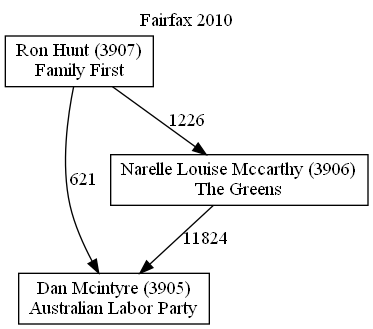 Fairfax 2010
Ron Hunt (3907)
Family First
1226
Narelle Louise Mccarthy (3906)
The Greens
621
11824
Dan Mcintyre (3905)
Australian Labor Party